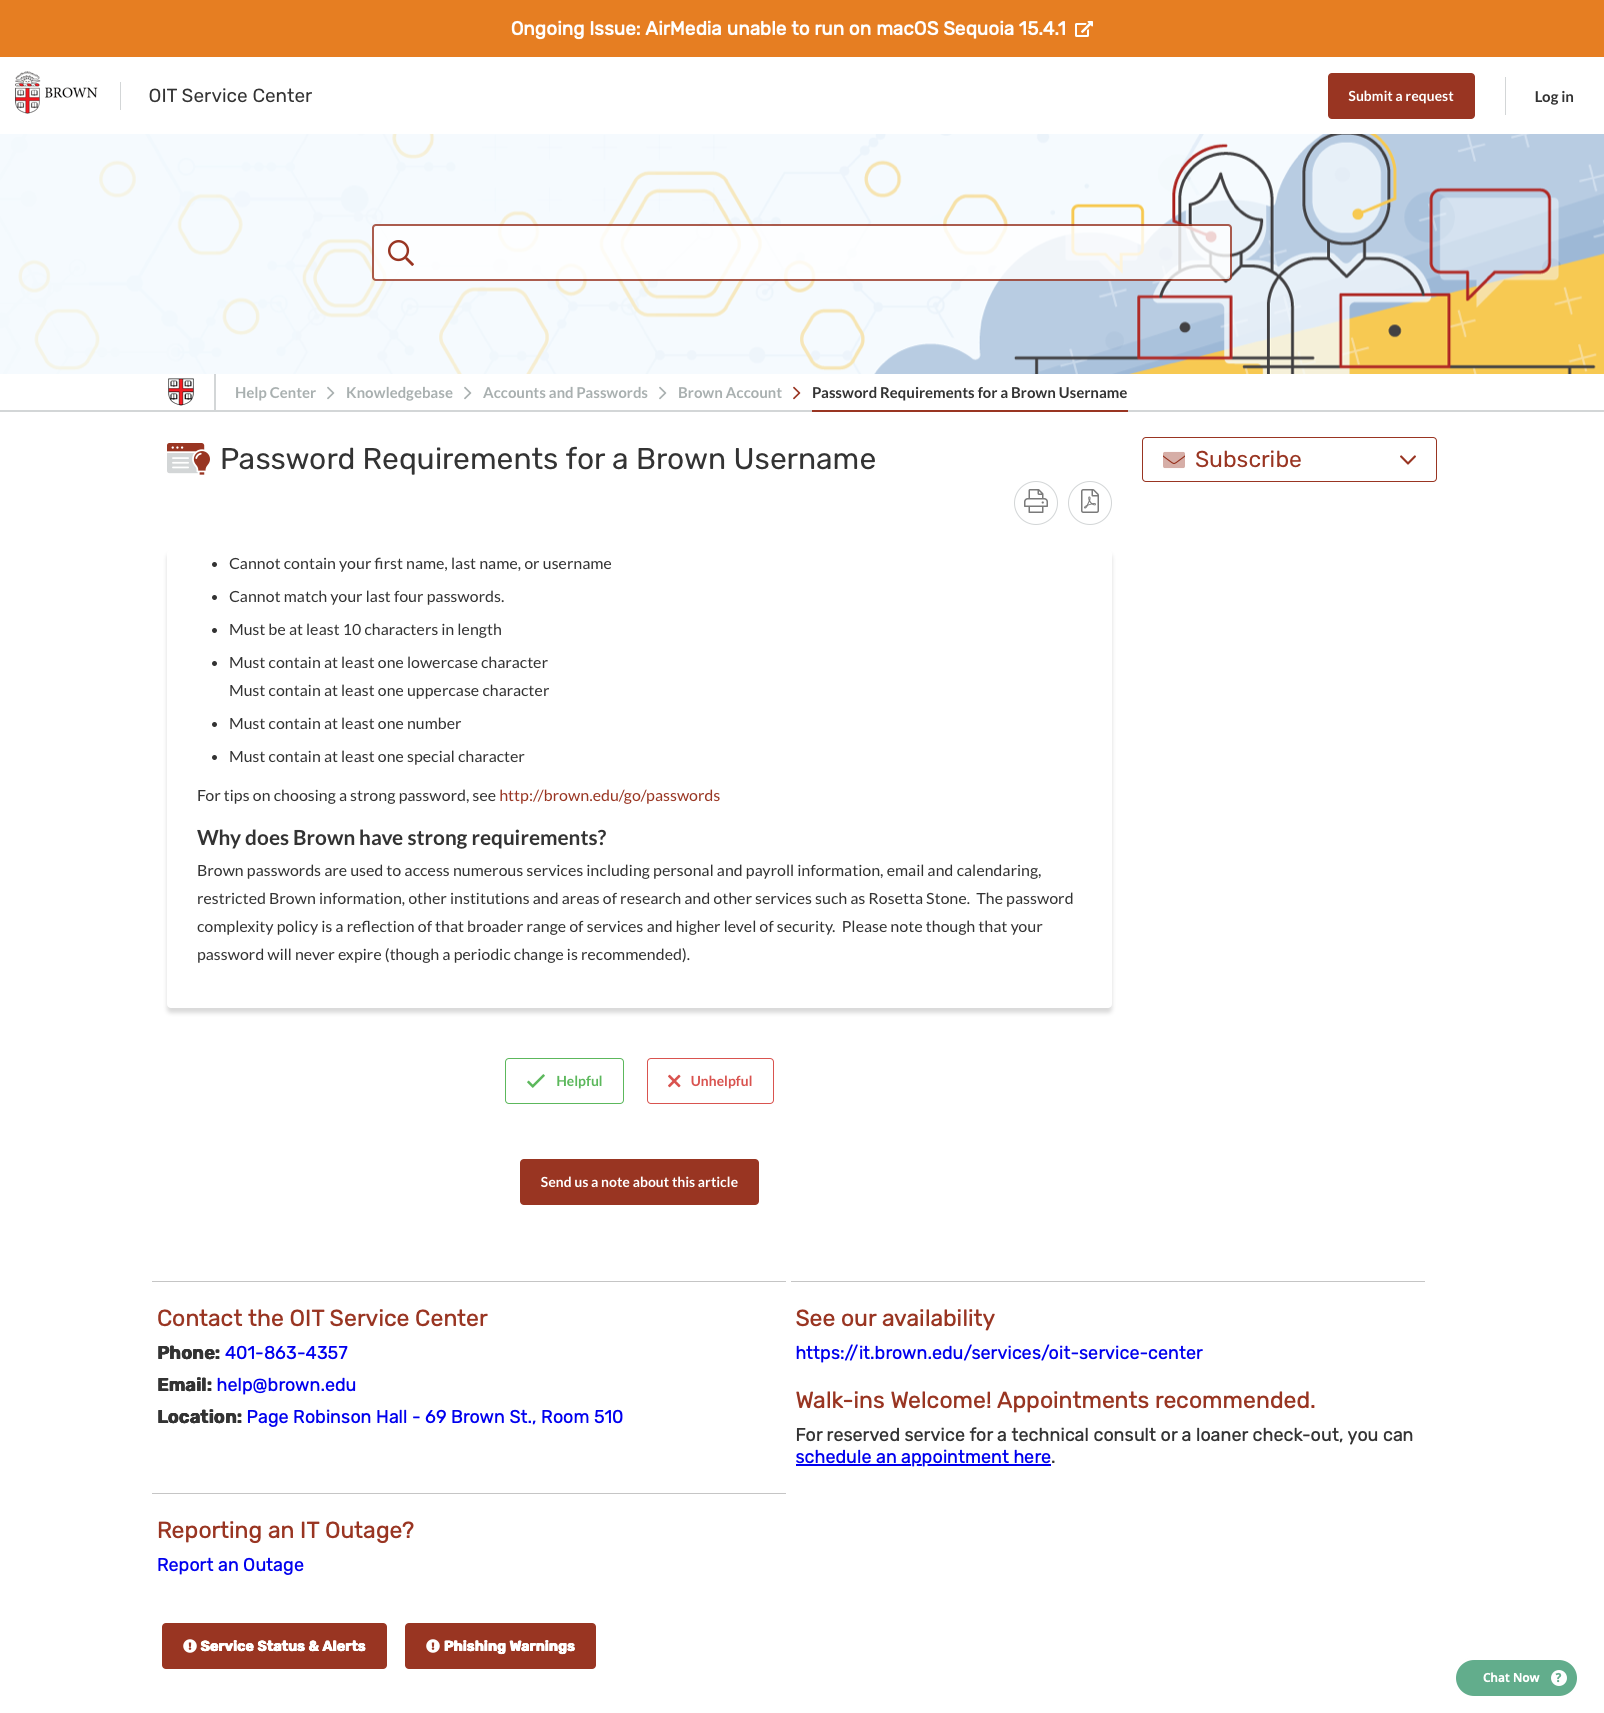 Ongoing Issue: AirMedia unable to run on macOS Sequoia 15.4.1
BROWN
OIT Service Center
Submit a request
Log in
Help Center
Knowledgebase
Accounts and Passwords
Brown Account
Password Requirements for a Brown Username
Password Requirements for a Brown Username
Subscribe
Cannot contain your first name, last name, or username
Cannot match your last four passwords.
Must be at least 10 characters in length
Must contain at least one lowercase character
Must contain at least one uppercase character
Must contain at least one number
Must contain at least one special character
For tips on choosing a strong password, see http://brown.edu/go/passwords
Why does Brown have strong requirements?
Brown passwords are used to access numerous services including personal and payroll information, email and calendaring,
restricted Brown information, other institutions and areas of research and other services such as Rosetta Stone.  The password
complexity policy is a reflection of that broader range of services and higher level of security.  Please note though that your
password will never expire (though a periodic change is recommended).
Helpful
Unhelpful
Send us a note about this article
Contact the OIT Service Center
Phone: 401-863-4357
Email: help@brown.edu
Location: Page Robinson Hall - 69 Brown St., Room 510
See our availability
https://it.brown.edu/services/oit-service-center
Walk-ins Welcome! Appointments recommended.
For reserved service for a technical consult or a loaner check-out, you can
schedule an appointment here.
Reporting an IT Outage?
Report an Outage
Service Status & Alerts
Phishing Warnings
Chat Now ?